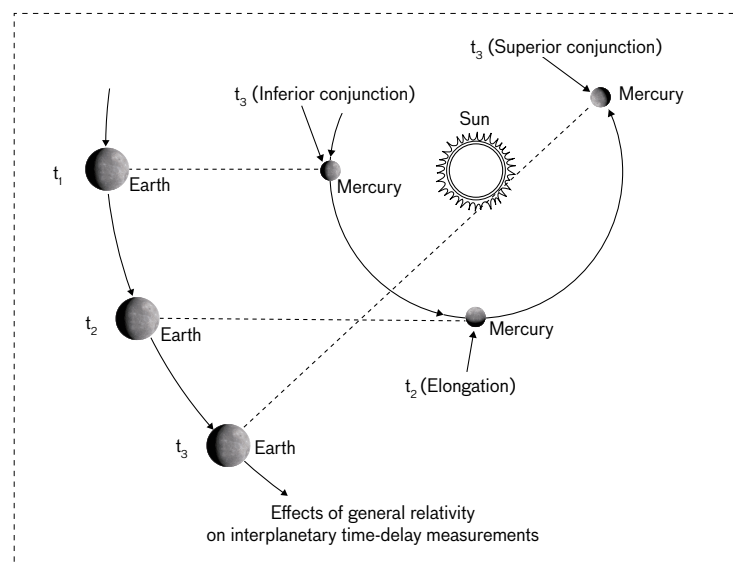 t₃ (Superior conjunction)
t₃ (Inferior conjunction)
Mercury
Sun
t₁
Earth
Mercury
t₂
Earth
Mercury
t₂ (Elongation)
t₃
Earth
Effects of general relativity
on interplanetary time-delay measurements